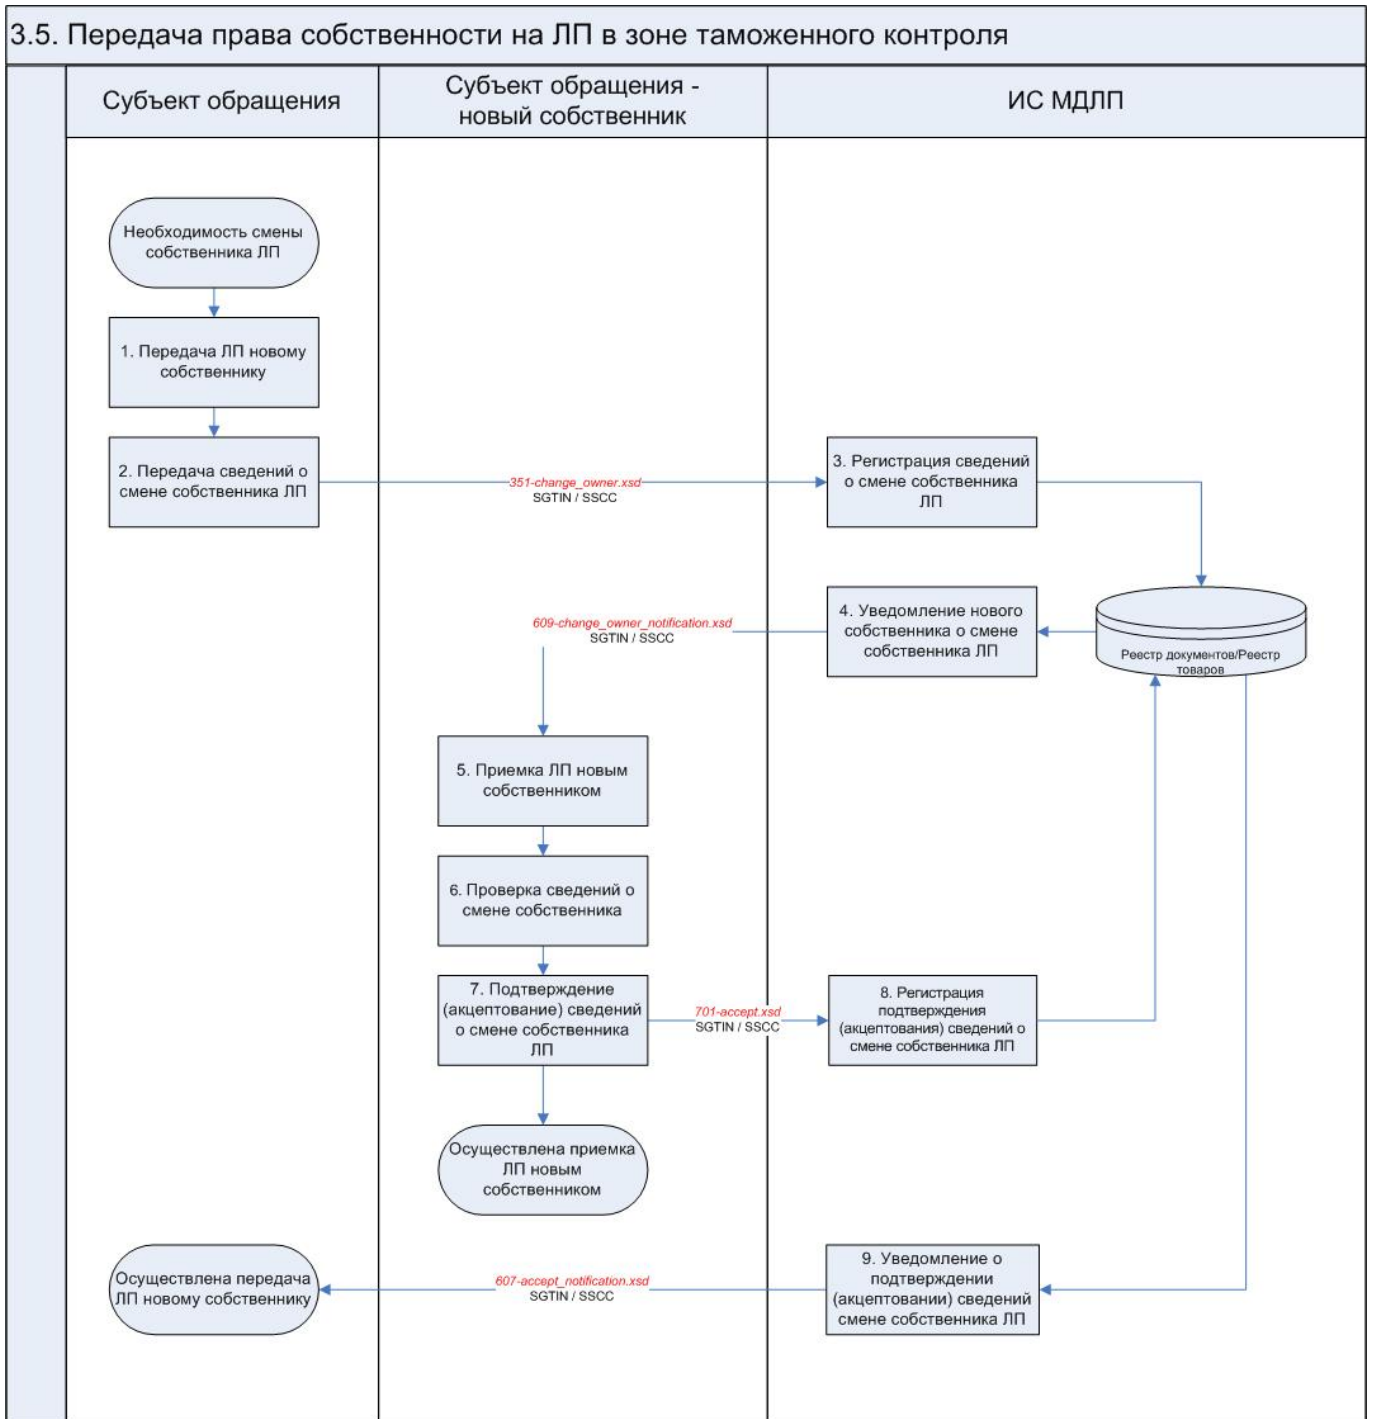 3.5. Передача права собственности на ЛП в зоне таможенного контроля
Субъект обращения
Субъект обращения -
новый собственник
ИС МДЛП
Необходимость смены
собственника ЛП
1. Передача ЛП новому
собственнику
2. Передача сведений о
смене собственника ЛП
351-change_owner.xsd
SGTIN / SSCC
3. Регистрация сведений
о смене собственника
ЛП
4. Уведомление нового
собственника о смене
собственника ЛП
Реестр документов/Реестр
товаров
609-change_owner_notification.xsd
SGTIN / SSCC
5. Приемка ЛП новым
собственником
6. Проверка сведений о
смене собственника
7. Подтверждение
(акцептование) сведений
о смене собственника
ЛП
701-accept.xsd
SGTIN / SSCC
8. Регистрация
подтверждения
(акцептования) сведений о
смене собственника ЛП
Осуществлена приемка
ЛП новым
собственником
9. Уведомление о
подтверждении
(акцептовании) сведений
смене собственника ЛП
607-accept_notification.xsd
SGTIN / SSCC
Осуществлена передача
ЛП новому собственнику